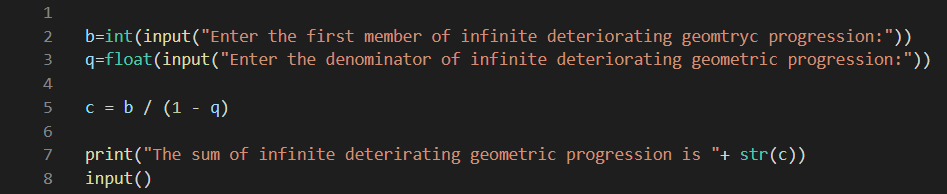 1
2 b=int(input("Enter the first member of infinite deteriorating geomtryc progression:"))
3 q=float(input("Enter the denominator of infinite deteriorating geometric progression:"))
4
5 c = b / (1 - q)
6
7 print("The sum of infinite deterirating geometric progression is "+ str(c))
8 input()